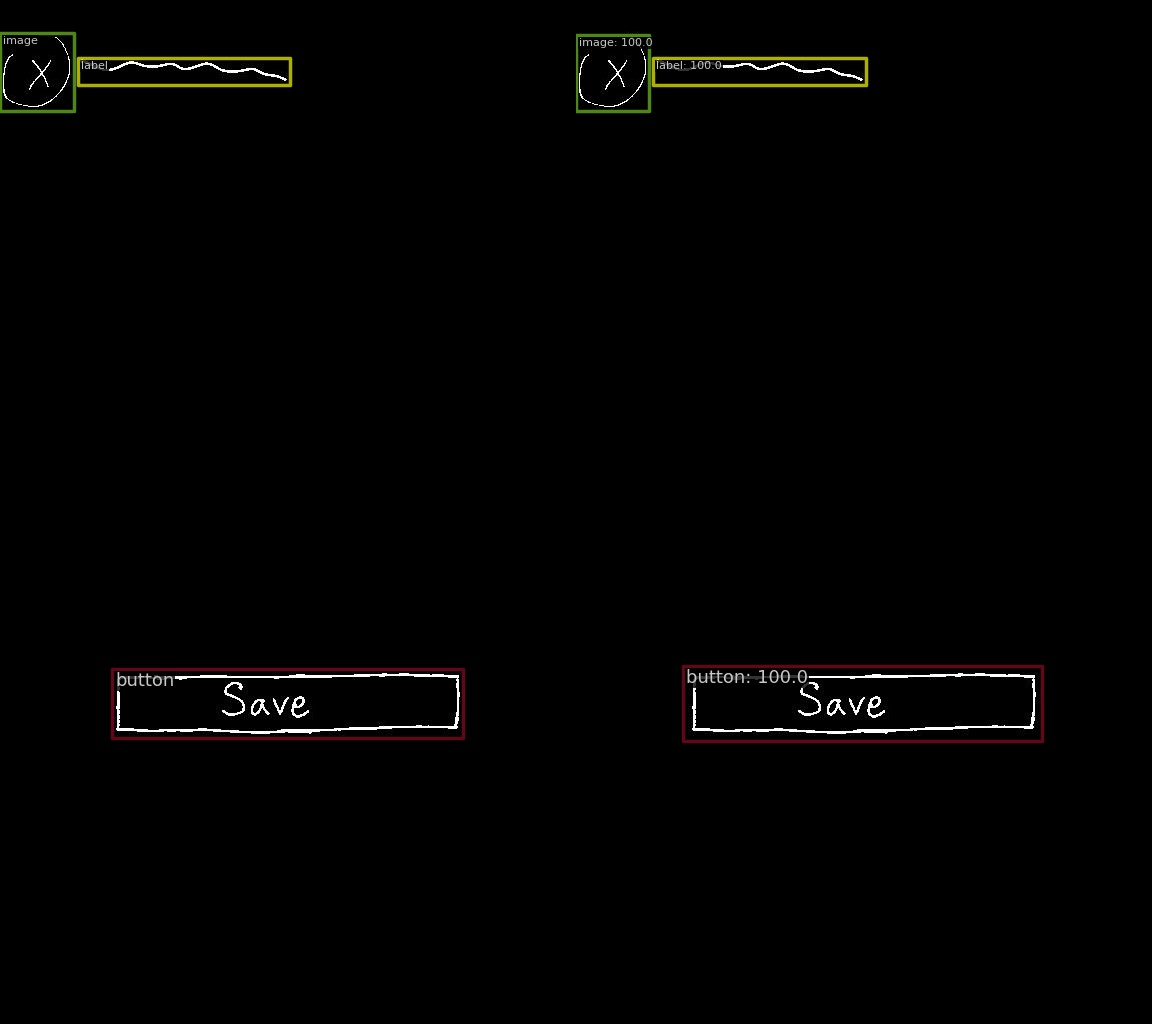 image
image: 100.0
X
X
label
label: 100.0
button
button: 100.0
Save
Save